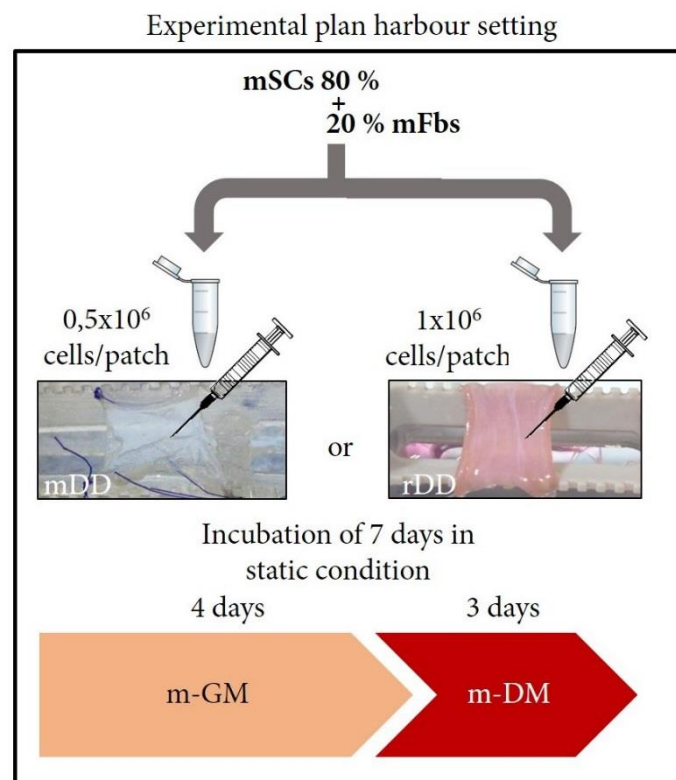 Experimental plan harbour setting
mSCs 80 %
+
20 % mFbs
0,5x10⁶
cells/patch
1x10⁶
cells/patch
mDD
or
rDD
Incubation of 7 days in
static condition
4 days
3 days
m-GM
m-DM